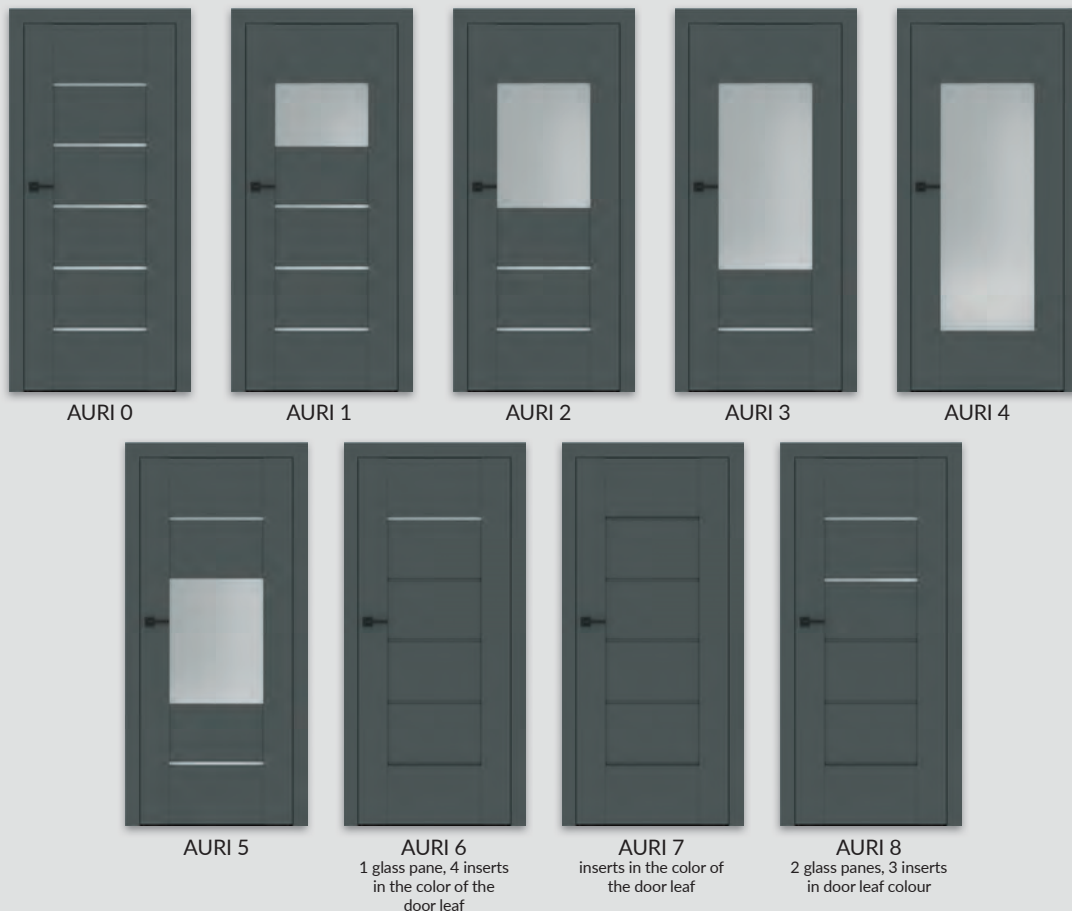 AURI 0
AURI 1
AURI 2
AURI 3
AURI 4
AURI 5
AURI 6
1 glass pane, 4 inserts
in the color of the
door leaf
AURI 7
inserts in the color of
the door leaf
AURI 8
2 glass panes, 3 inserts
in door leaf colour